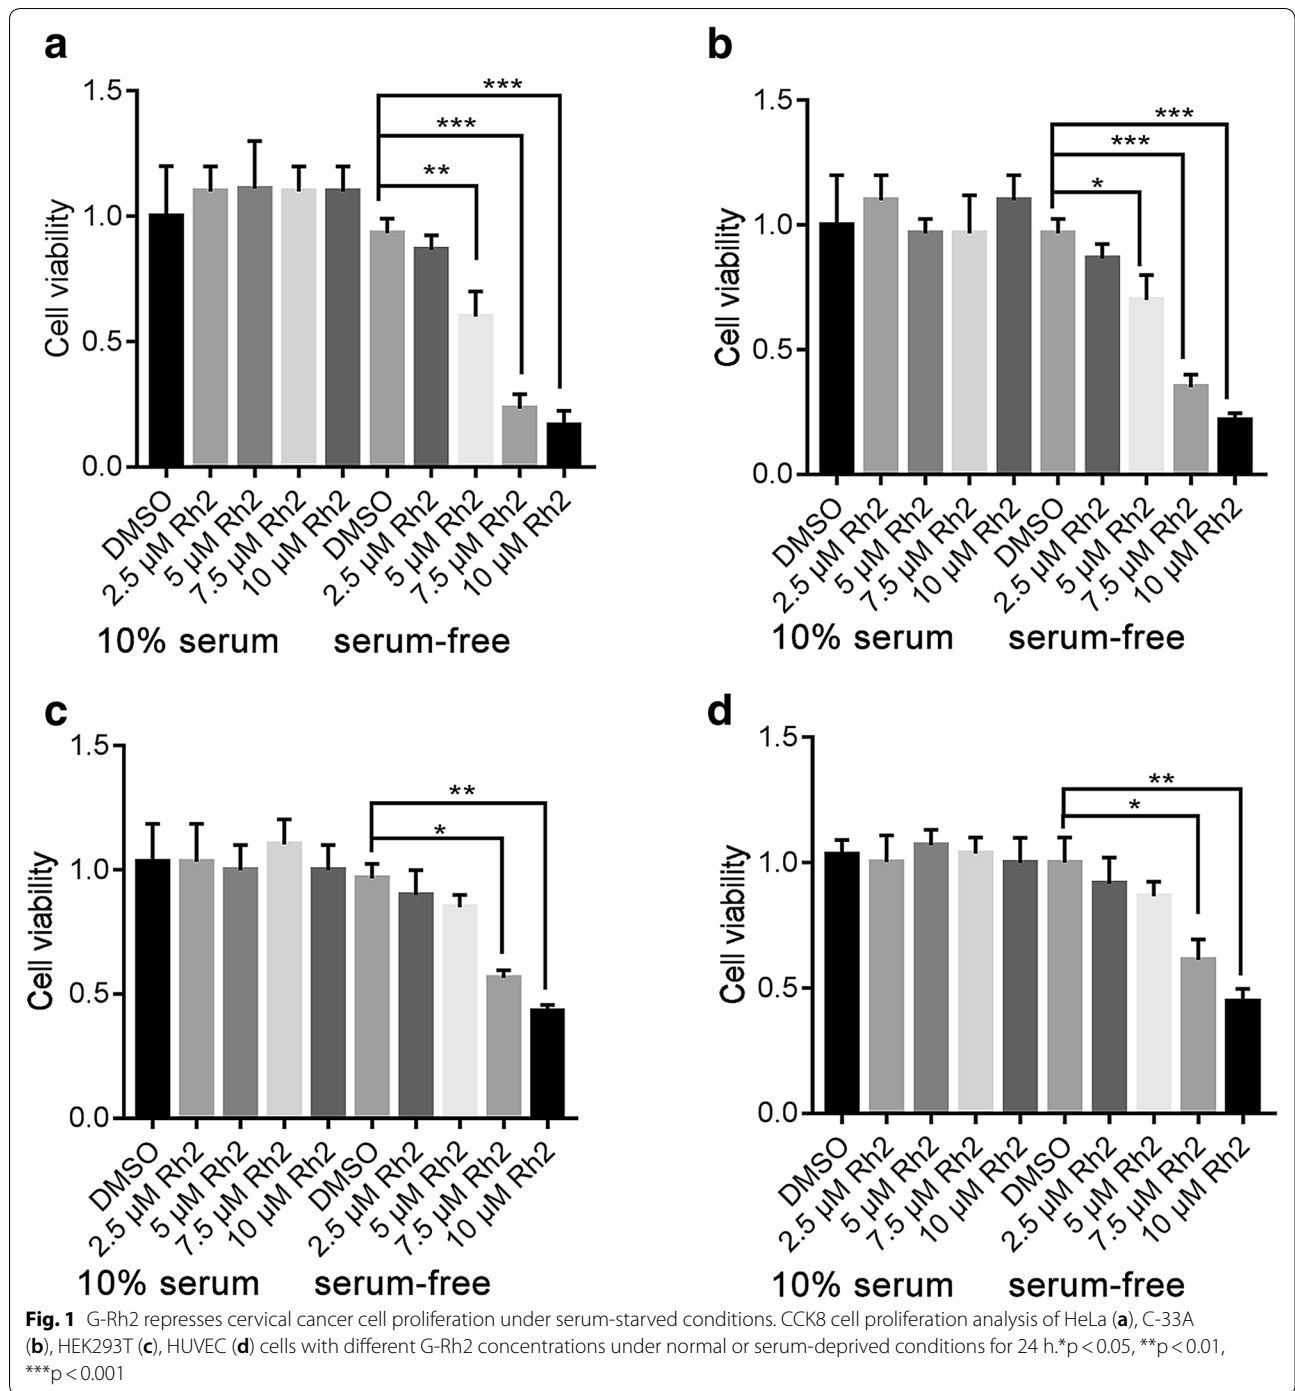 a
***
***
**
1.5
1.0
0.5
0.0
Cell viability
DMSO
2.5 µM Rh2
5 µM Rh2
7.5 µM Rh2
10 µM Rh2
DMSO
2.5 µM Rh2
5 µM Rh2
7.5 µM Rh2
10 µM Rh2
10% serum serum-free
b
***
***
*
1.5
1.0
0.5
0.0
Cell viability
DMSO
2.5 µM Rh2
5 µM Rh2
7.5 µM Rh2
10 µM Rh2
DMSO
2.5 µM Rh2
5 µM Rh2
7.5 µM Rh2
10 µM Rh2
10% serum serum-free
c
**
*
1.5
1.0
0.5
0.0
Cell viability
DMSO
2.5 µM Rh2
5 µM Rh2
7.5 µM Rh2
10 µM Rh2
DMSO
2.5 µM Rh2
5 µM Rh2
7.5 µM Rh2
10 µM Rh2
10% serum serum-free
d
**
*
1.5
1.0
0.5
0.0
Cell viability
DMSO
2.5 µM Rh2
5 µM Rh2
7.5 µM Rh2
10 µM Rh2
DMSO
2.5 µM Rh2
5 µM Rh2
7.5 µM Rh2
10 µM Rh2
10% serum serum-free
Fig. 1 G-Rh2 represses cervical cancer cell proliferation under serum-starved conditions. CCK8 cell proliferation analysis of HeLa (a), C-33A
(b), HEK293T (c), HUVEC (d) cells with different G-Rh2 concentrations under normal or serum-deprived conditions for 24 h.*p < 0.05, **p < 0.01,
***p < 0.001